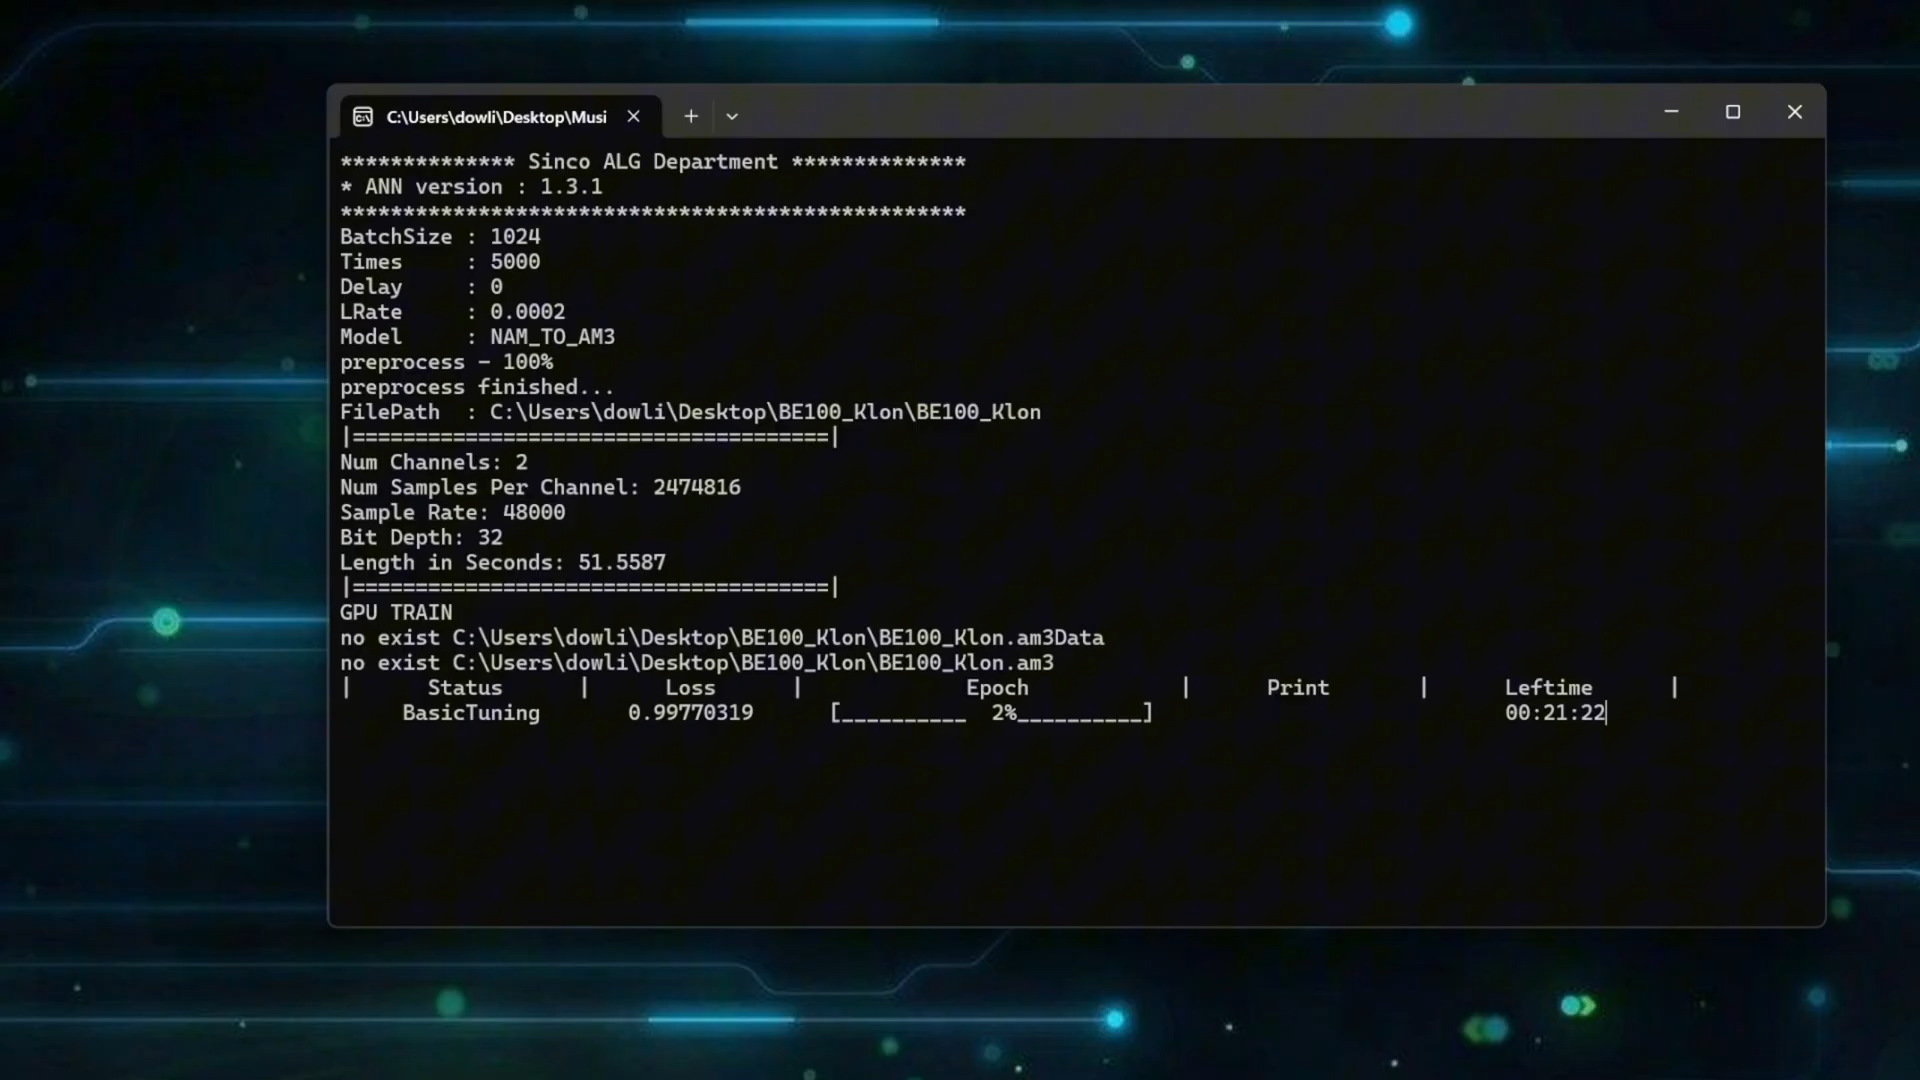 C:\Users\dowli\Desktop\Musi
************** Sinco ALG Department **************
* ANN version : 1.3.1
**************************************************
BatchSize : 1024
Times     : 5000
Delay     : 0
LRate     : 0.0002
Model     : NAM_TO_AM3
preprocess - 100%
preprocess finished...
FilePath  : C:\Users\dowli\Desktop\BE100_Klon\BE100_Klon
|======================================|
Num Channels: 2
Num Samples Per Channel: 2474816
Sample Rate: 48000
Bit Depth: 32
Length in Seconds: 51.5587
|======================================|
GPU TRAIN
no exist C:\Users\dowli\Desktop\BE100_Klon\BE100_Klon.am3Data
no exist C:\Users\dowli\Desktop\BE100_Klon\BE100_Klon.am3
|      Status      |      Loss      |             Epoch            |      Print       |      Leftime      |
BasicTuning       0.99770319      [__________  2%__________]                            00:21:22